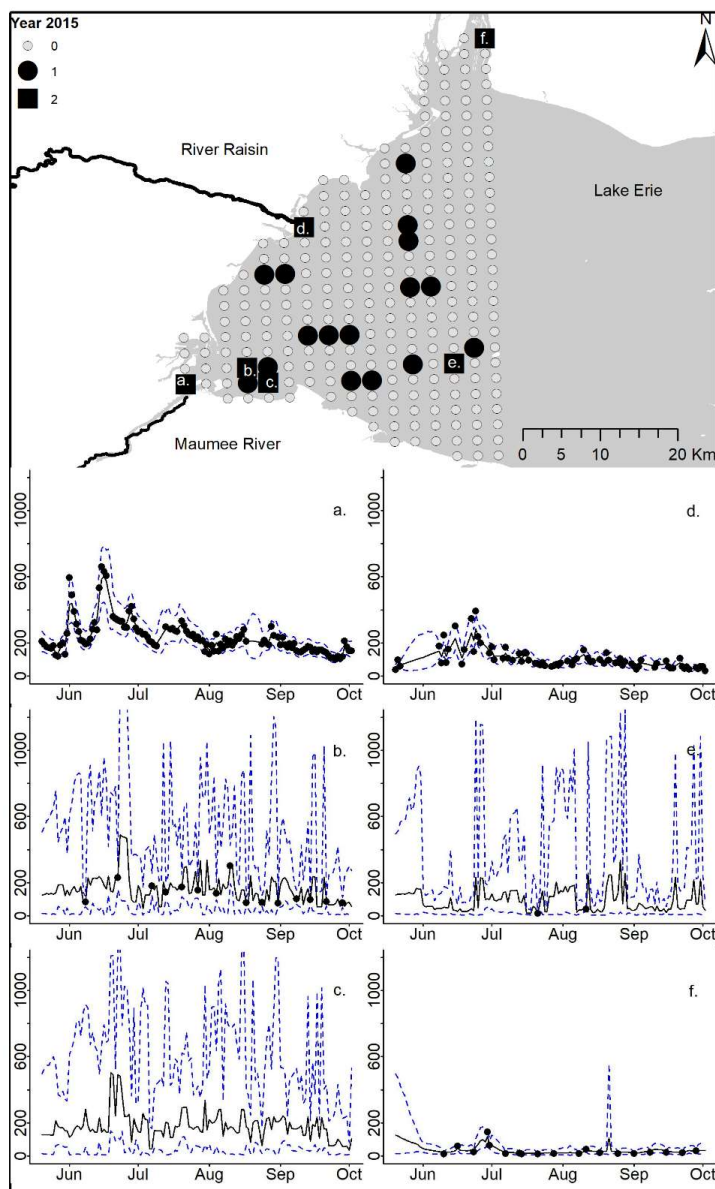 Year 2015
0
1
2
N
f.
River Raisin
Lake Erie
d.
b.
e.
a.
c.
Maumee River
0 5 10 20 Km
a.
1000
600
200
0
Jun Jul Aug Sep Oct
d.
1000
600
200
0
Jun Jul Aug Sep Oct
b.
1000
600
200
0
Jun Jul Aug Sep Oct
e.
1000
600
200
0
Jun Jul Aug Sep Oct
c.
1000
600
200
0
Jun Jul Aug Sep Oct
f.
1000
600
200
0
Jun Jul Aug Sep Oct